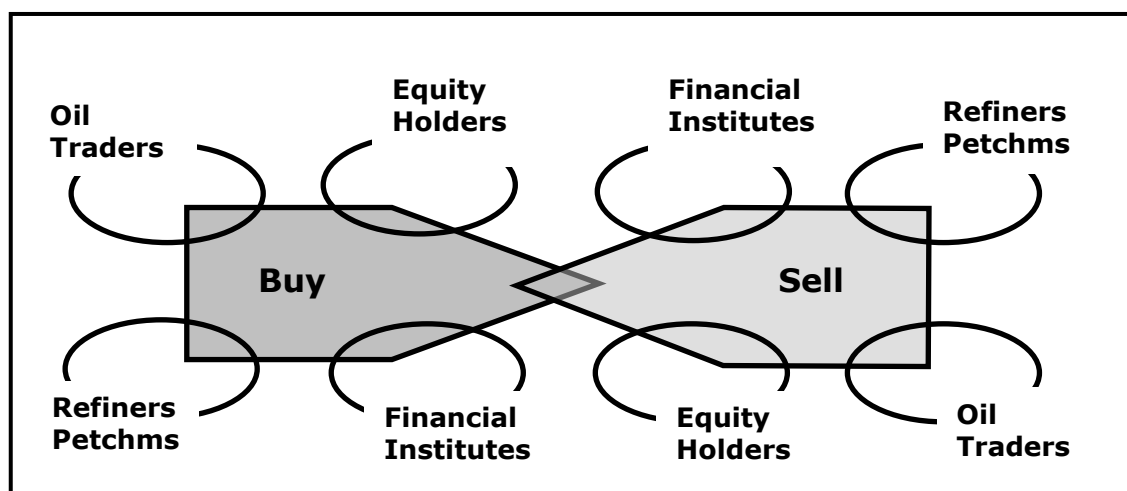 Oil
Traders
Equity
Holders
Financial
Institutes
Refiners
Petchms
Buy
Sell
Refiners
Petchms
Financial
Institutes
Equity
Holders
Oil
Traders